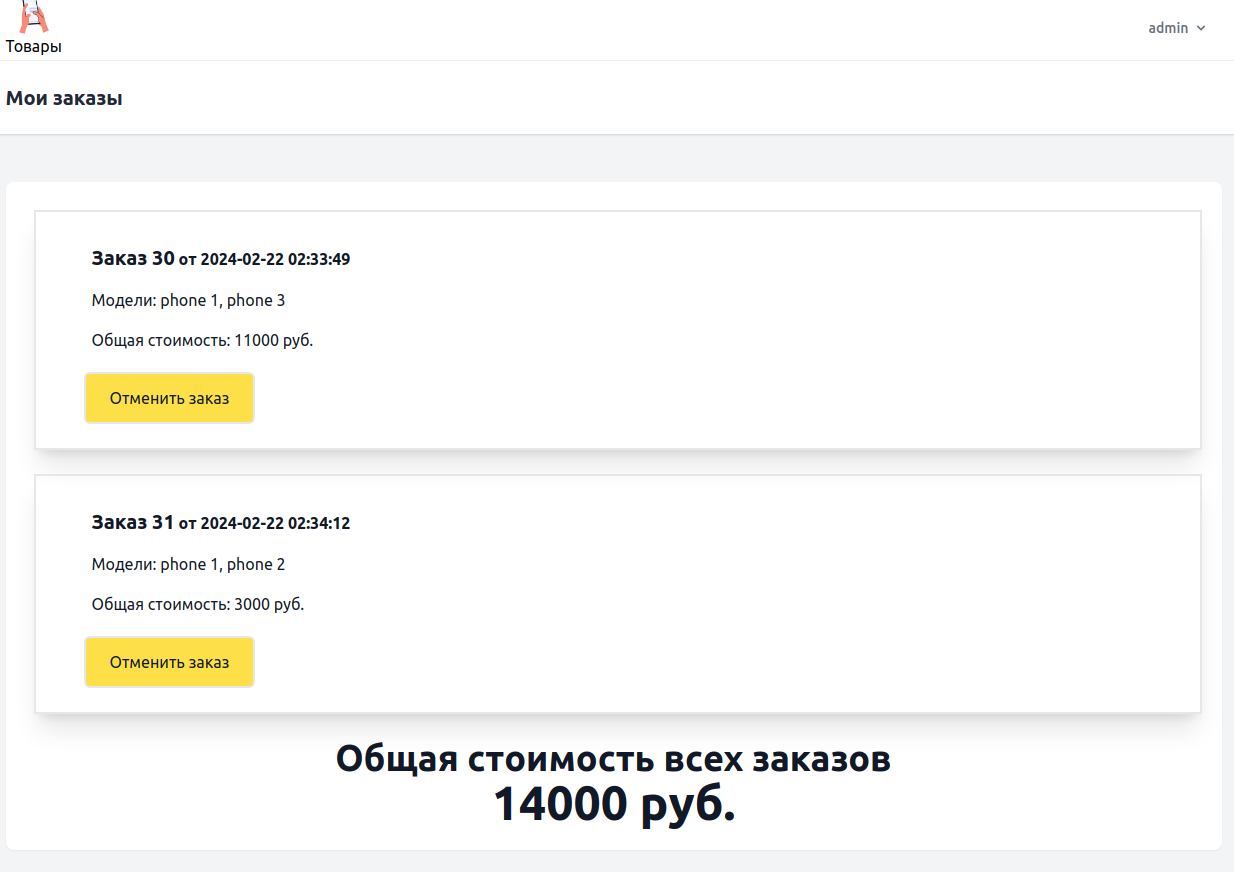 admin
Товары
Мои заказы
Заказ 30 от 2024-02-22 02:33:49
Модели: phone 1, phone 3
Общая стоимость: 11000 руб.
Отменить заказ
Заказ 31 от 2024-02-22 02:34:12
Модели: phone 1, phone 2
Общая стоимость: 3000 руб.
Отменить заказ
Общая стоимость всех заказов
14000 руб.